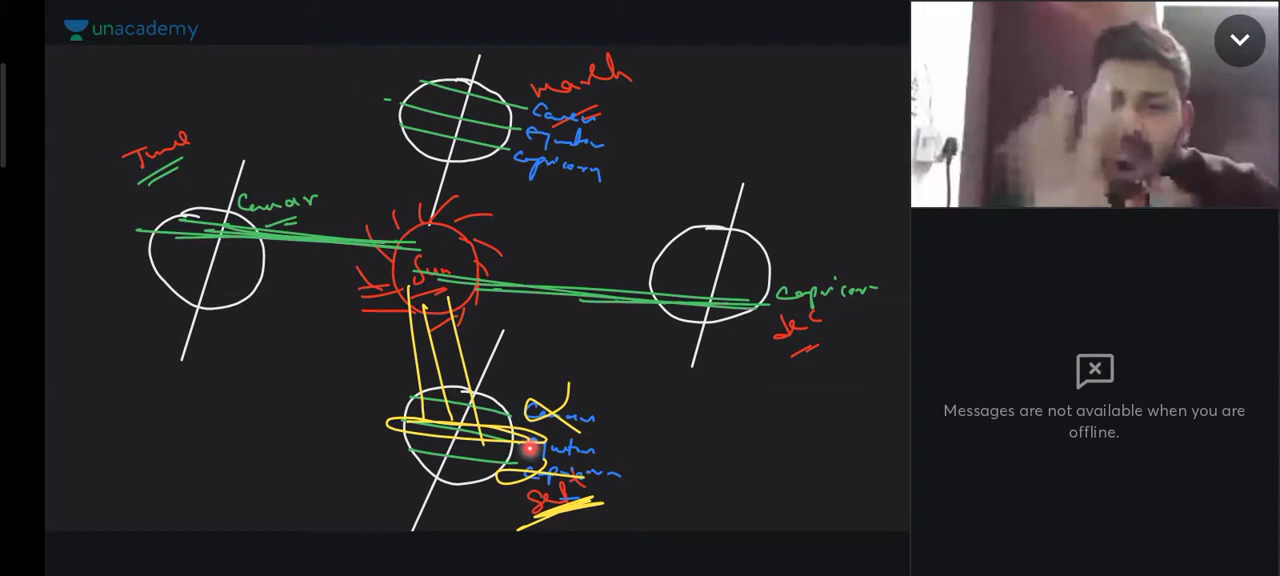 unacademy
March
Cancer
Equator
Capricorn
June
Cancer
Sun
Capricorn
dec
Cancer
Capricorn
Sept
Messages are not available when you are
offline.